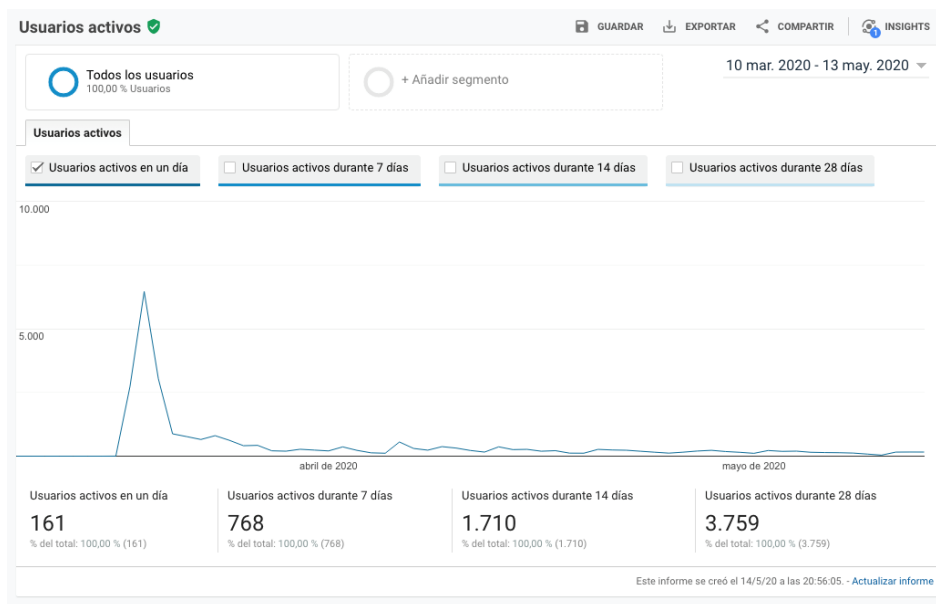 Usuarios activos
GUARDAR EXPORTAR COMPARTIR 1 INSIGHTS
Todos los usuarios
100,00 % Usuarios
+ Añadir segmento
10 mar. 2020 - 13 may. 2020
Usuarios activos
Usuarios activos en un día Usuarios activos durante 7 días Usuarios activos durante 14 días Usuarios activos durante 28 días
10.000
5.000
abril de 2020 mayo de 2020
Usuarios activos en un día Usuarios activos durante 7 días Usuarios activos durante 14 días Usuarios activos durante 28 días
161 768 1.710 3.759
% del total: 100,00 % (161) % del total: 100,00 % (768) % del total: 100,00 % (1.710) % del total: 100,00 % (3.759)
Este informe se creó el 14/5/20 a las 20:56:05. - Actualizar informe